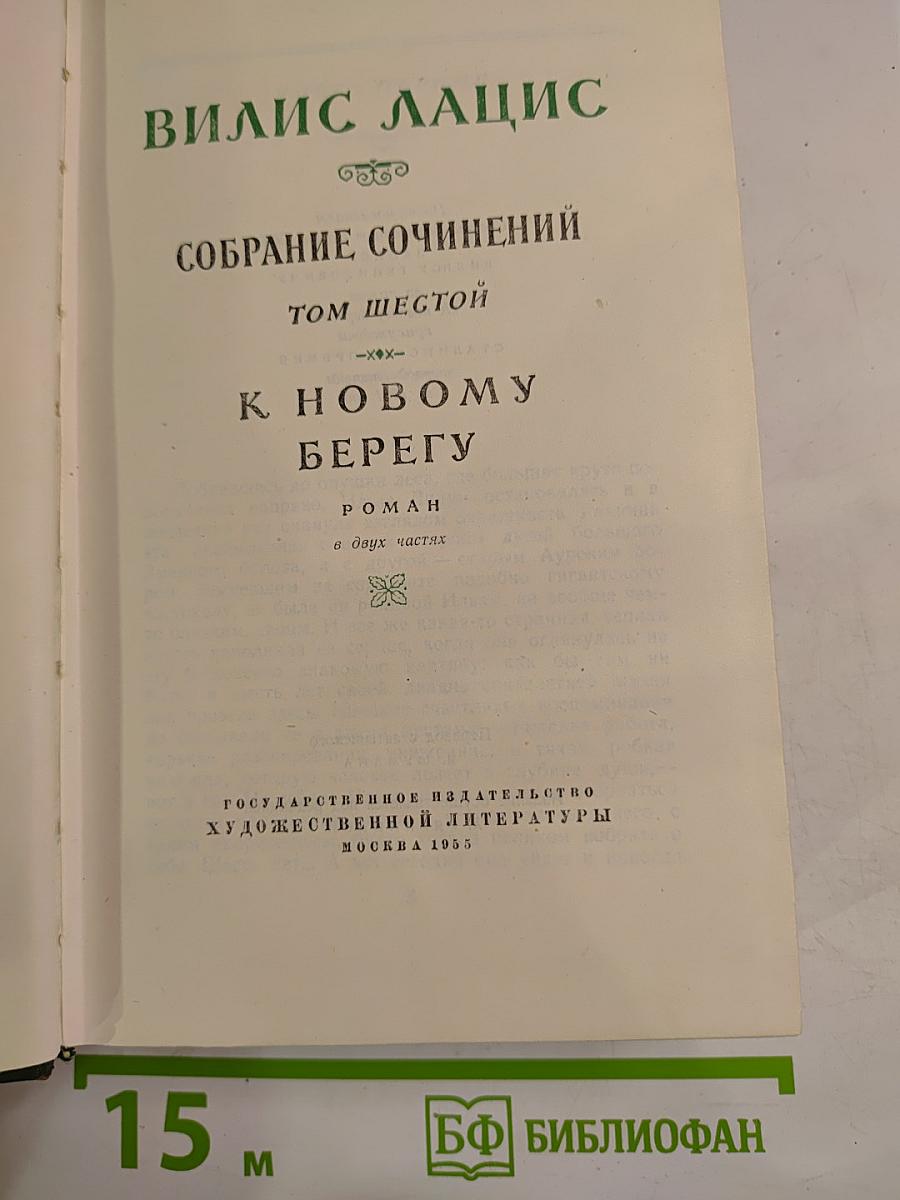 ВИЛИС ЛАЦИС
СОБРАНИЕ СОЧИНЕНИЙ
ТОМ ШЕСТОЙ
К НОВОМУ
БЕРЕГУ
РОМАН
в двух частях
ГОСУДАРСТВЕННОЕ ИЗДАТЕЛЬСТВО
ХУДОЖЕСТВЕННОЙ ЛИТЕРАТУРЫ
МОСКВА 1955
15 м
БФ БИБЛИОФАН